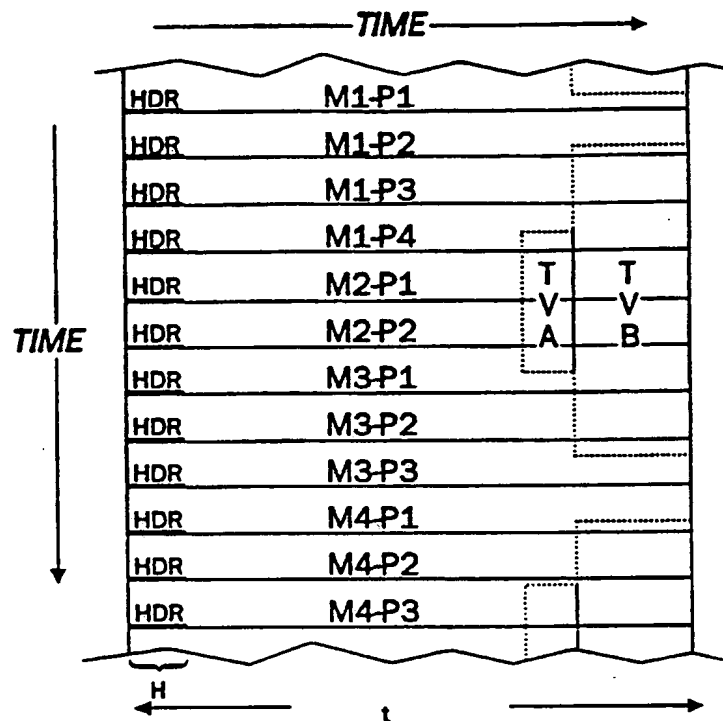 TIME
HDR M1-P1
HDR M1-P2
HDR M1-P3
HDR M1-P4
T T
HDR M2-P1
V V
TIME
HDR M2-P2
A B
HDR M3-P1
HDR M3-P2
HDR M3-P3
HDR M4-P1
HDR M4-P2
HDR M4-P3
H
t